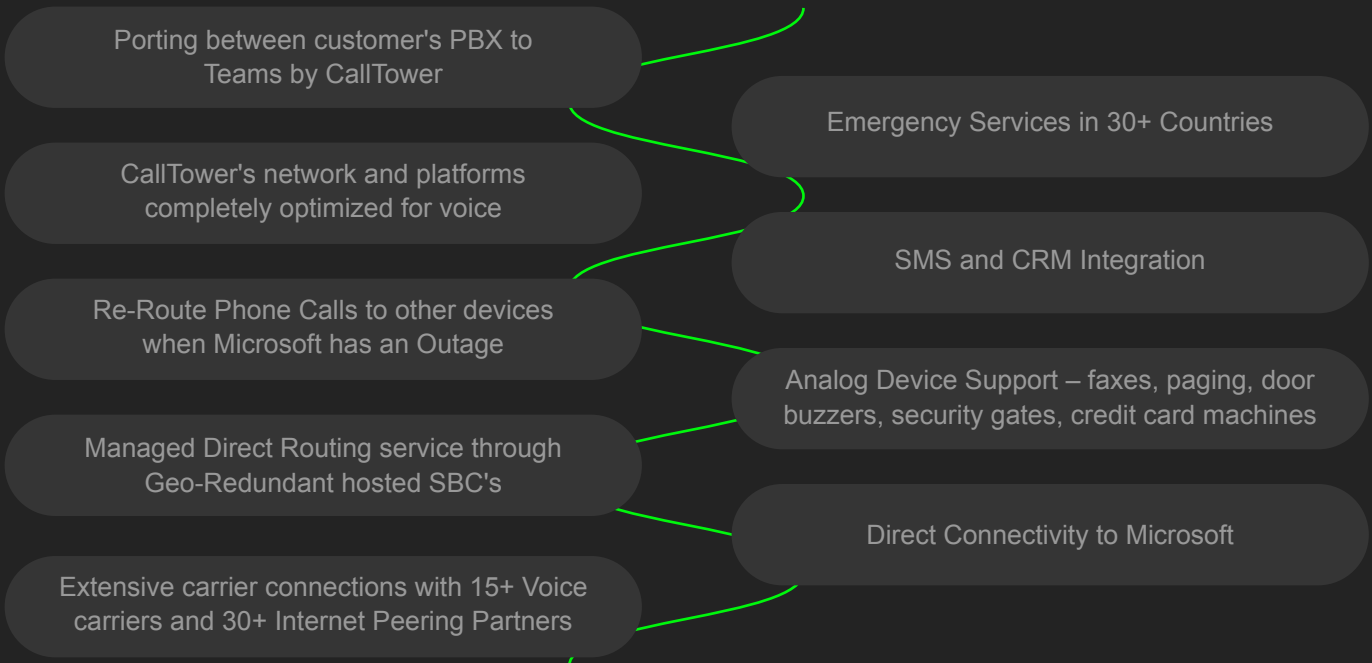 Porting between customer's PBX to
Teams by CallTower
Emergency Services in 30+ Countries
CallTower's network and platforms
completely optimized for voice
SMS and CRM Integration
Re-Route Phone Calls to other devices
when Microsoft has an Outage
Analog Device Support – faxes, paging, door
buzzers, security gates, credit card machines
Managed Direct Routing service through
Geo-Redundant hosted SBC's
Direct Connectivity to Microsoft
Extensive carrier connections with 15+ Voice
carriers and 30+ Internet Peering Partners